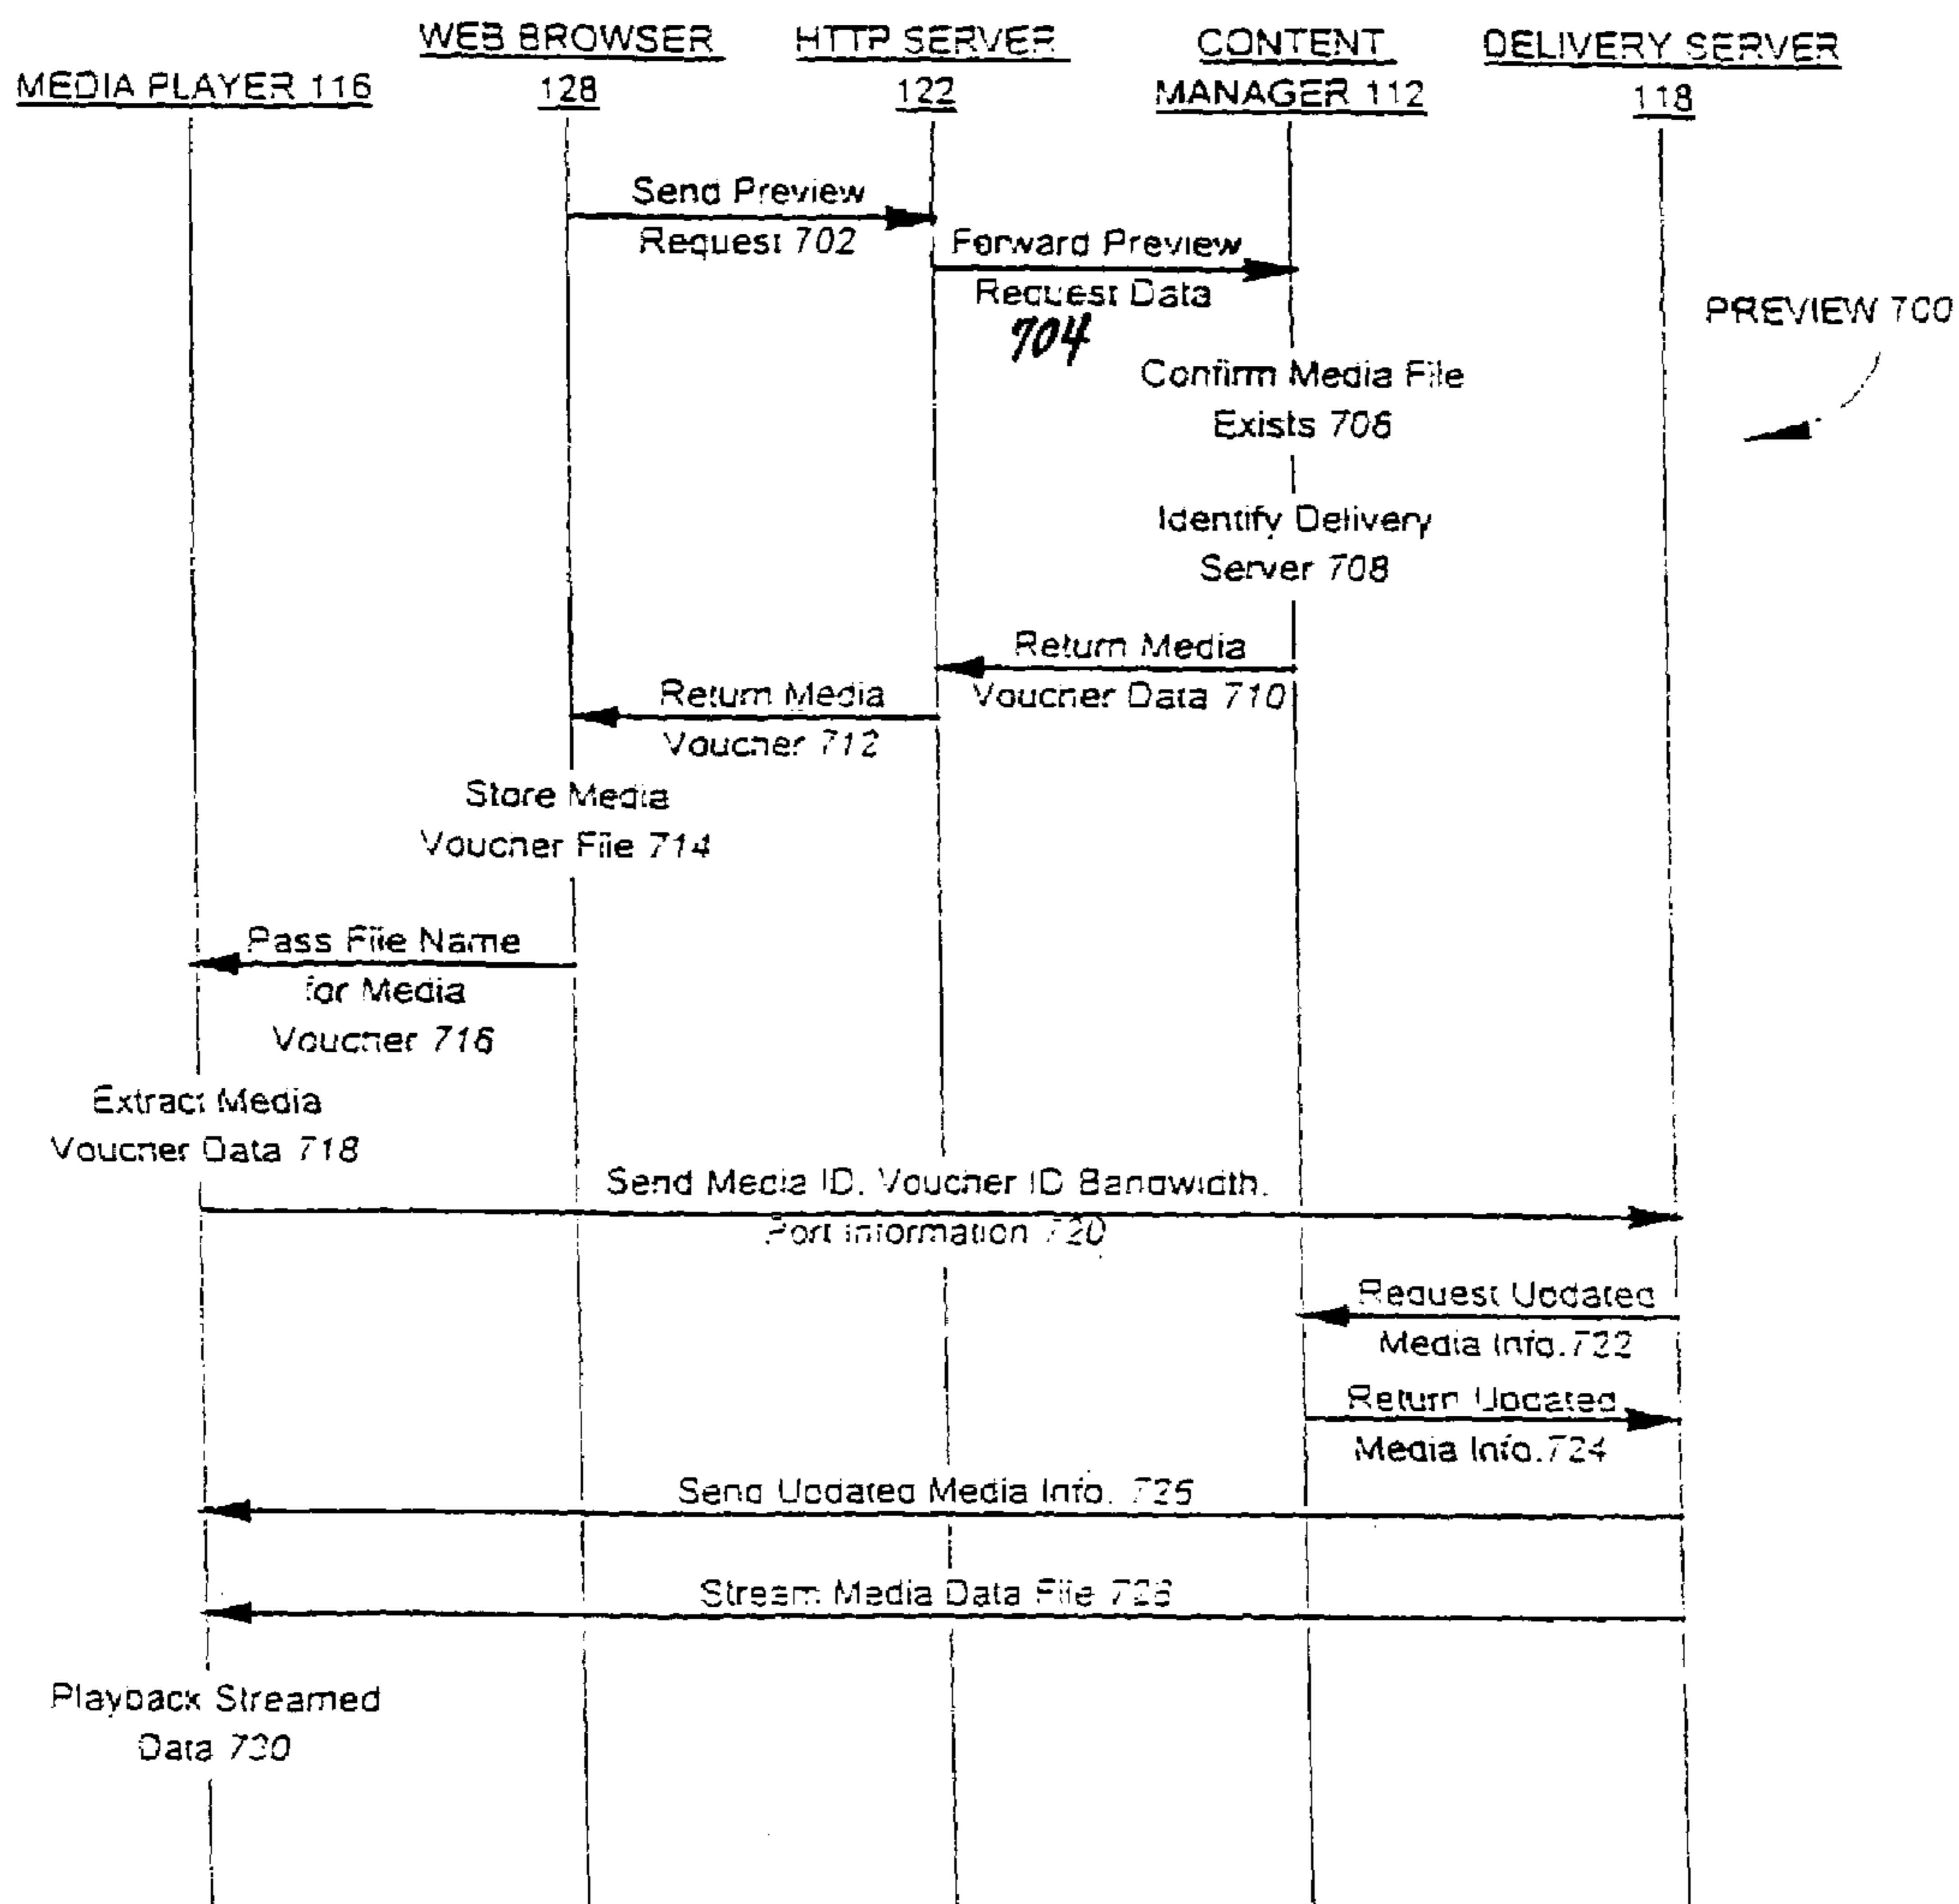 WEB BROWSER
128
HTTP SERVER
122
CONTENT
MANAGER 112
DELIVERY SERVER
118
MEDIA PLAYER 116
Send Preview
Request 702
Forward Preview
Request Data
704
PREVIEW 700
Confirm Media File
Exists 706
Identify Delivery
Server 708
Return Media
Voucher Data 710
Return Media
Voucher 712
Store Media
Voucher File 714
Pass File Name
for Media
Voucher 716
Extract Media
Voucher Data 718
Send Media ID, Voucher ID Bandwidth,
Port Information 720
Request Updated
Media Info.722
Return Updated
Media Info.724
Send Updated Media Info. 726
Stream Media Data File 728
Playback Streamed
Data 730